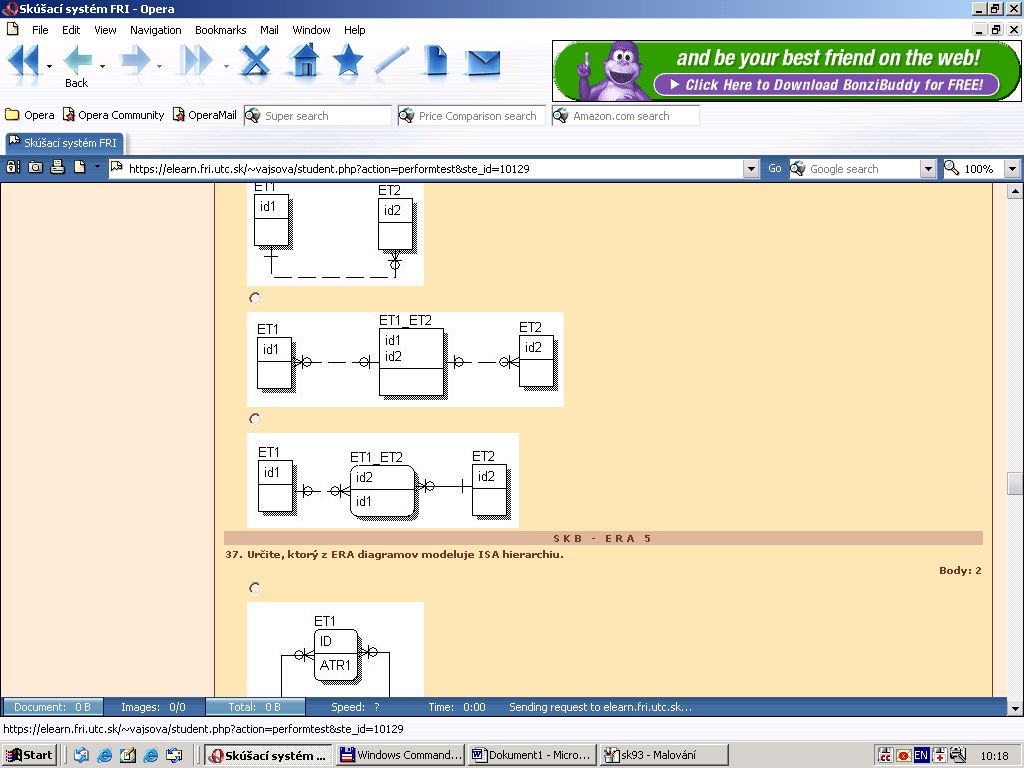 Skúšací systém FRI - Opera
File Edit View Navigation Bookmarks Mail Window Help
Back
and be your best friend on the web!
Click Here to Download BonziBuddy for FREE!
Opera Opera Community OperaMail Super search Price Comparison search Amazon.com search
Skúšací systém FRI
https://elearn.fri.utc.sk/~vajsova/student.php?action=performtest&ste_id=10129 Go Google search 100%
ET1 ET2
id1 id2
ET1 ET1_ET2 ET2
id1 id1 id2
id2
ET1 ET1_ET2 ET2
id1 id2 id2
id1
SKB - ERA 5
37. Určite, ktorý z ERA diagramov modeluje ISA hierarchiu.
Body: 2
ET1
ID
ATR1
Document: 0 B Images: 0/0 Total: 0 B Speed: ? Time: 0:00 Sending request to elearn.fri.utc.sk...
https://elearn.fri.utc.sk/~vajsova/student.php?action=performtest&ste_id=10129
Start Skúšací systém ... Windows Command... Dokument1 - Micro... sk93 - Malování EN 10:18